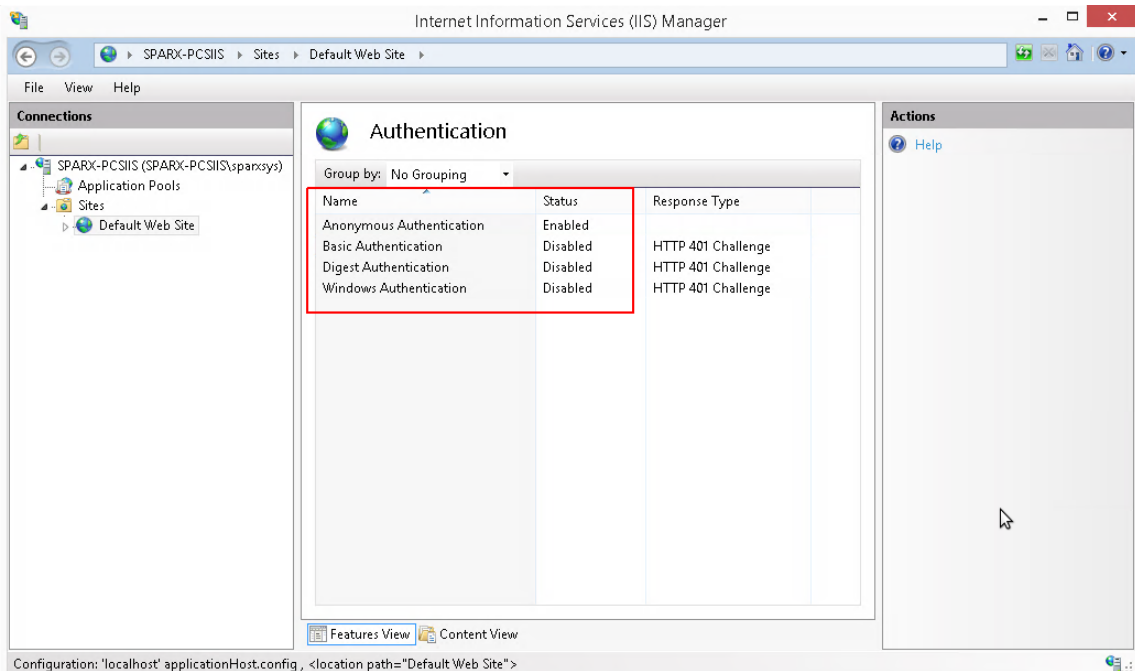 Internet Information Services (IIS) Manager
SPARX-PCSIIS Sites Default Web Site
File View Help
Connections
SPARX-PCSIIS (SPARX-PCSIIS\sparxsys)
Application Pools
Sites
Default Web Site
Authentication
Group by: No Grouping
Name Status Response Type
Anonymous Authentication Enabled
Basic Authentication Disabled HTTP 401 Challenge
Digest Authentication Disabled HTTP 401 Challenge
Windows Authentication Disabled HTTP 401 Challenge
Features View Content View
Actions
Help
Configuration: 'localhost' applicationHost.config , <location path="Default Web Site">